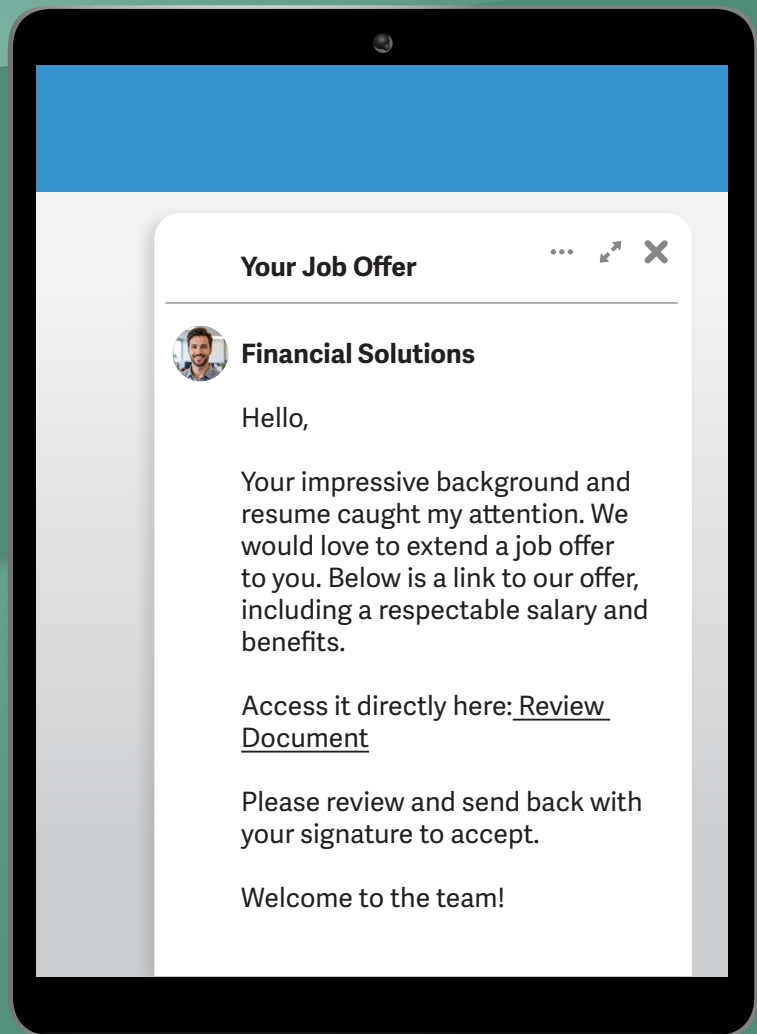 Your Job Offer
Financial Solutions
Hello,
Your impressive background and
resume caught my attention. We
would love to extend a job offer
to you. Below is a link to our offer,
including a respectable salary and
benefits.
Access it directly here: Review
Document
Please review and send back with
your signature to accept.
Welcome to the team!